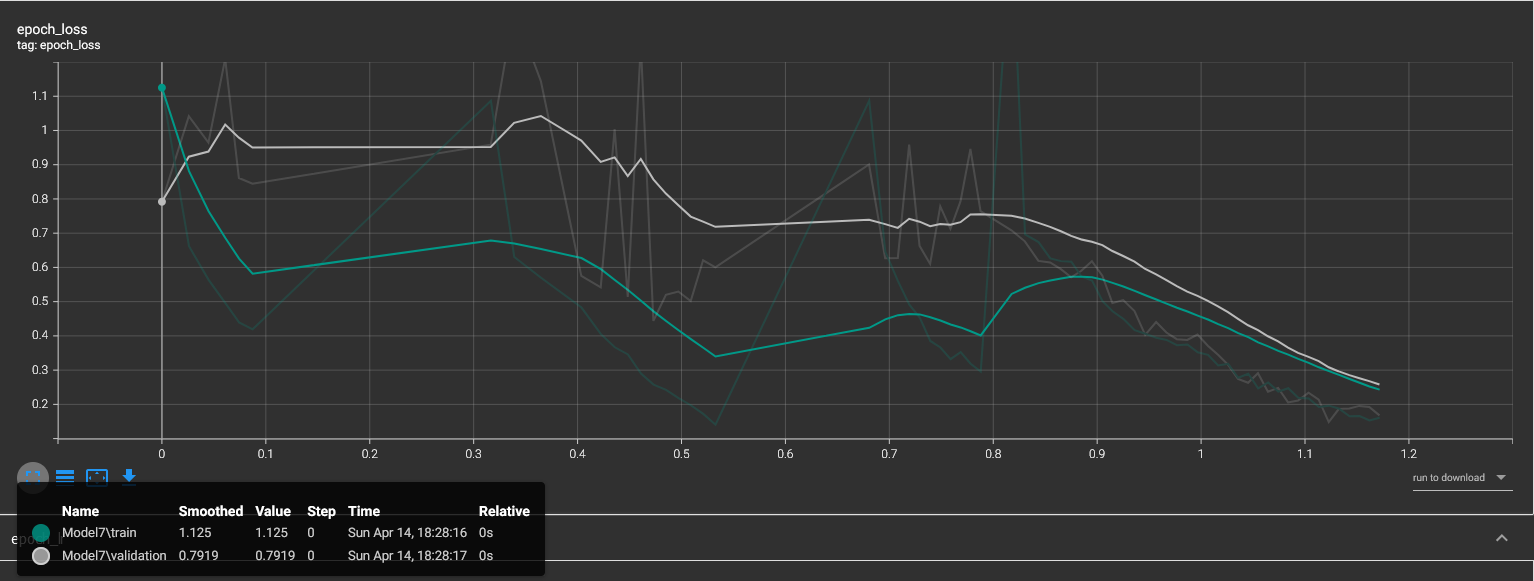 epoch_loss
tag: epoch_loss
1.1
1
0.9
0.8
0.7
0.6
0.5
0.4
0.3
0.2
0 0.1 0.2 0.3 0.4 0.5 0.6 0.7 0.8 0.9 1 1.1 1.2
run to download
Name Smoothed Value Step Time Relative
Model7\train 1.125 1.125 0 Sun Apr 14, 18:28:16 0s
Model7\validation 0.7919 0.7919 0 Sun Apr 14, 18:28:17 0s